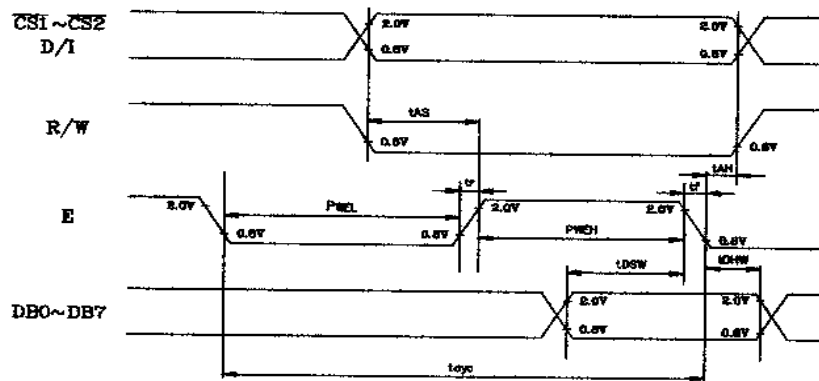 CS1~CS2
D/I
2.0V
2.0V
0.8V
0.8V
R/W
tAS
0.8V
0.8V
tAH
E
2.0V
PWEL
tr
2.0V
2.0V
tf
0.8V
0.8V
PWEH
0.8V
tDSW
tDHW
DB0~DB7
2.0V
2.0V
0.8V
0.8V
tcyc